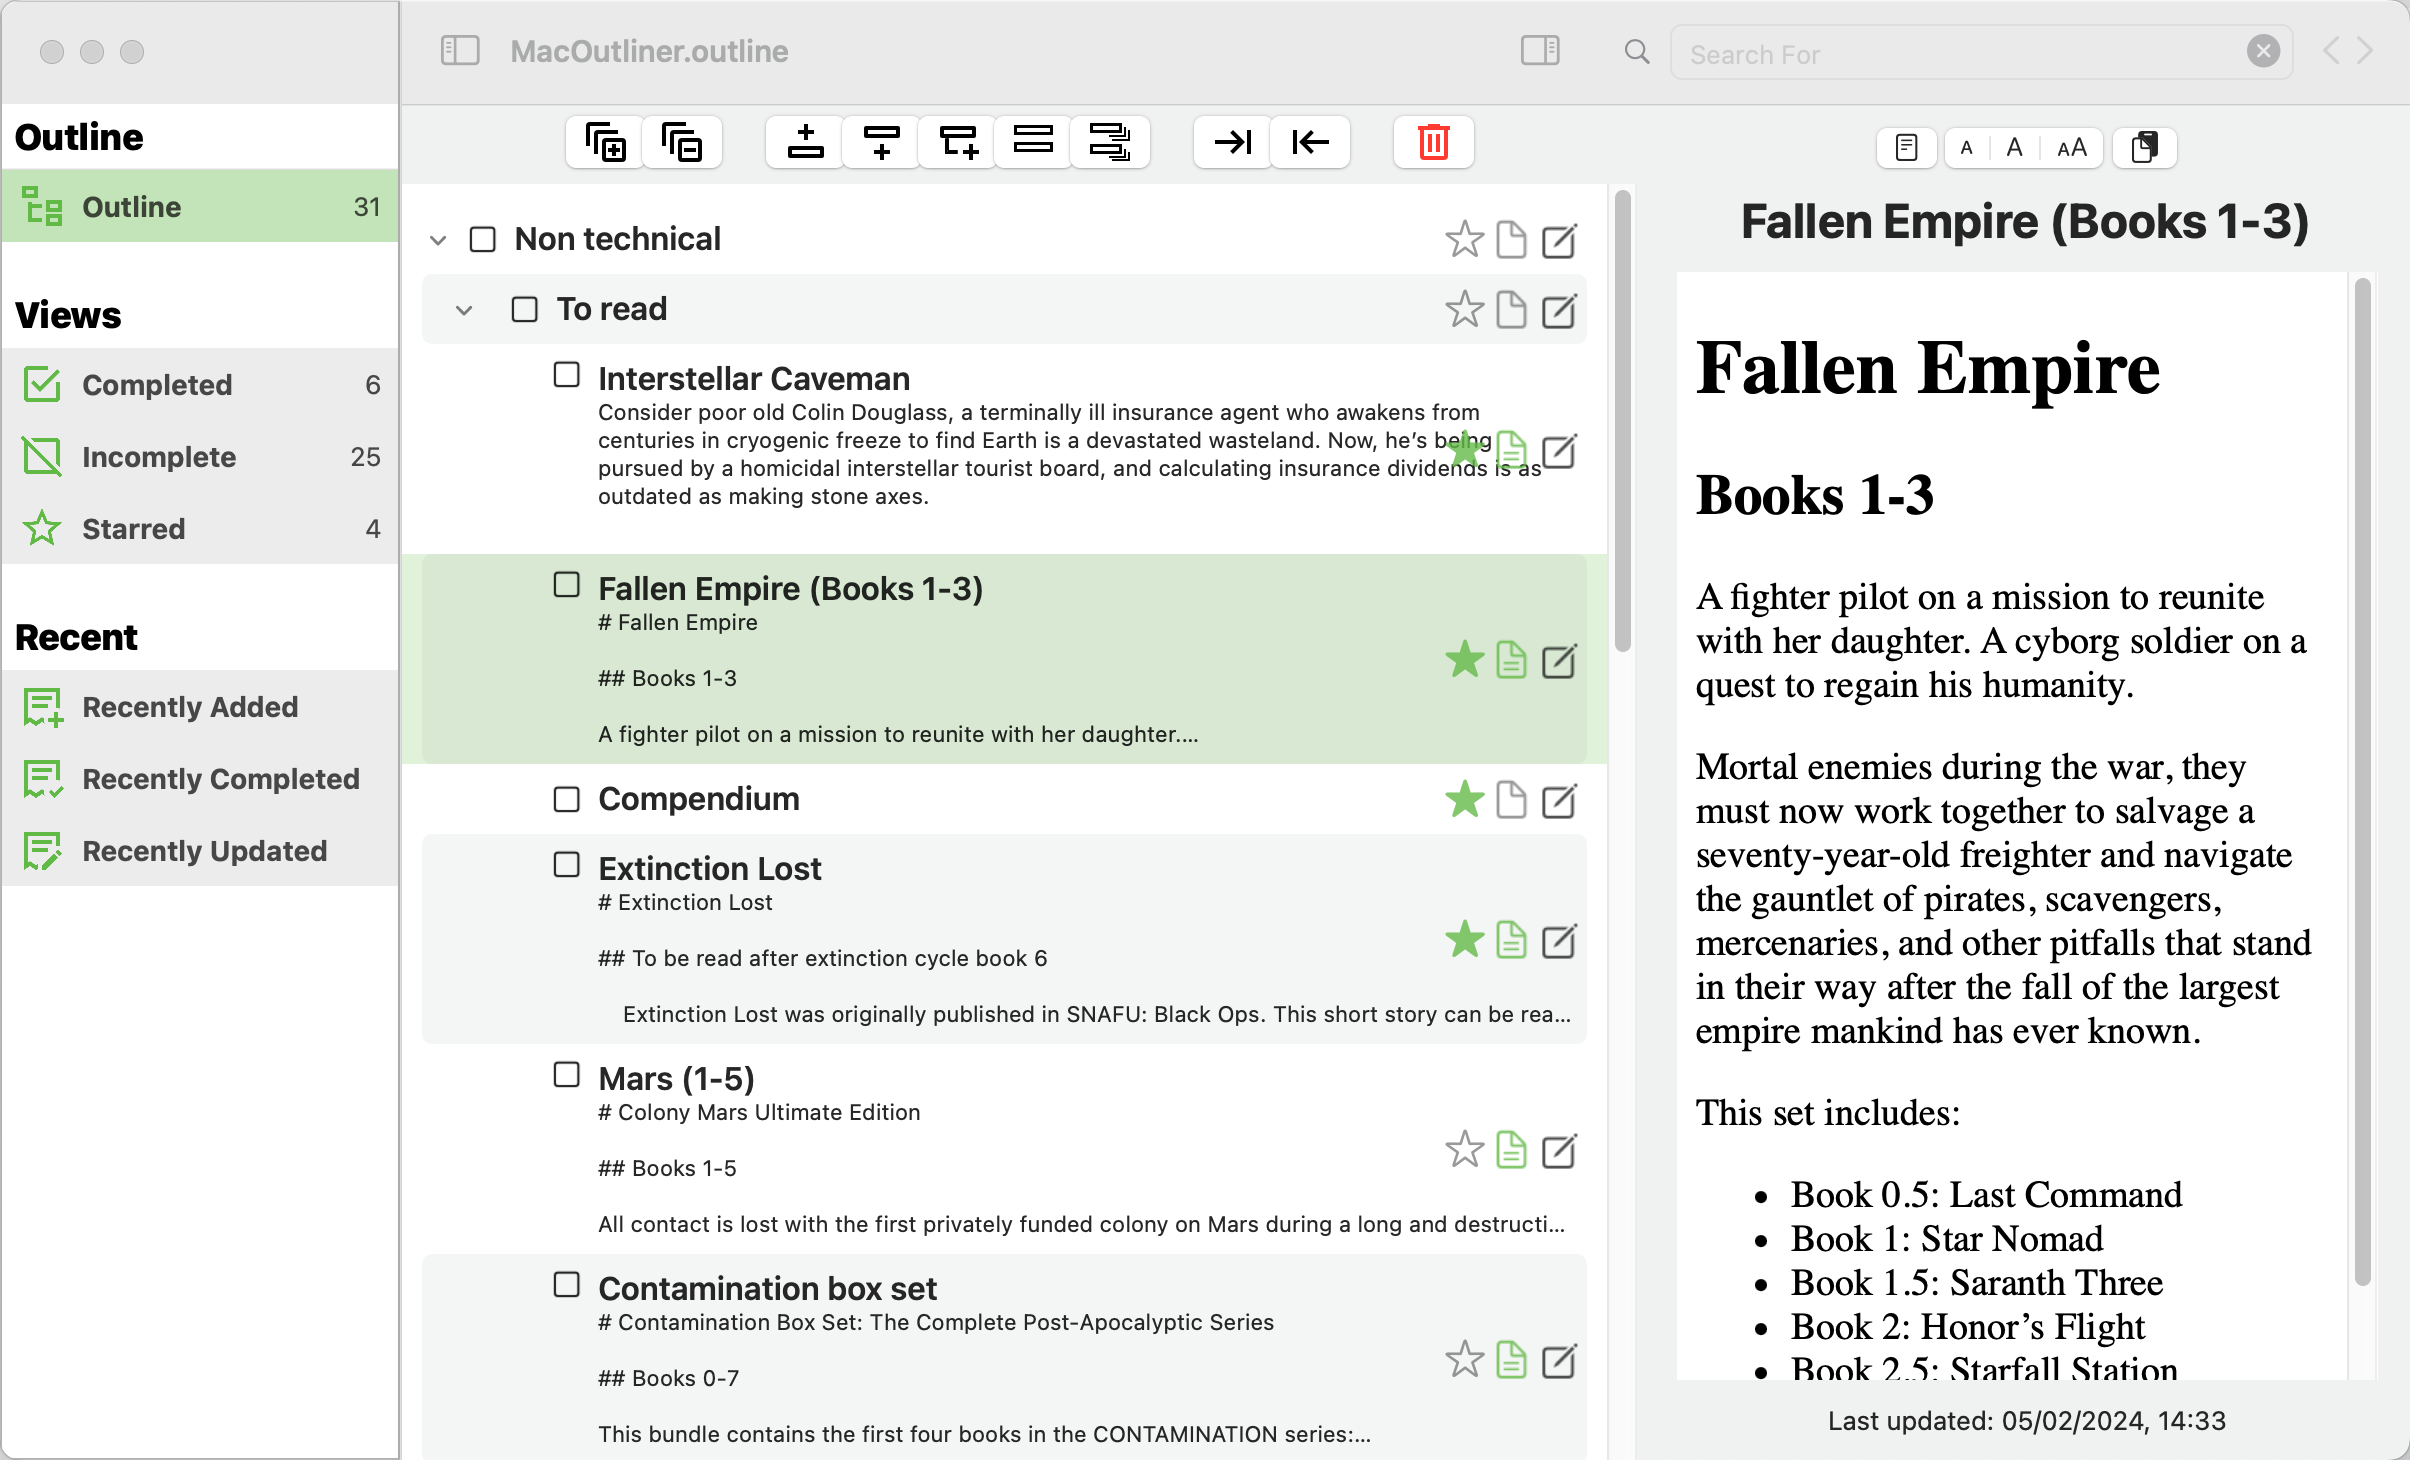 MacOutliner.outline
Search For
Outline
Outline 31
Views
Completed 6
Incomplete 25
Starred 4
Recent
Recently Added
Recently Completed
Recently Updated
Non technical
To read
Interstellar Caveman
Consider poor old Colin Douglass, a terminally ill insurance agent who awakens from
centuries in cryogenic freeze to find Earth is a devastated wasteland. Now, he’s being
pursued by a homicidal interstellar tourist board, and calculating insurance dividends is as
outdated as making stone axes.
Fallen Empire (Books 1-3)
# Fallen Empire
## Books 1-3
A fighter pilot on a mission to reunite with her daughter....
Compendium
Extinction Lost
# Extinction Lost
## To be read after extinction cycle book 6
Extinction Lost was originally published in SNAFU: Black Ops. This short story can be rea...
Mars (1-5)
# Colony Mars Ultimate Edition
## Books 1-5
All contact is lost with the first privately funded colony on Mars during a long and destructi...
Contamination box set
# Contamination Box Set: The Complete Post-Apocalyptic Series
## Books 0-7
This bundle contains the first four books in the CONTAMINATION series:...
A A AA
Fallen Empire (Books 1-3)
Fallen Empire
Books 1-3
A fighter pilot on a mission to reunite
with her daughter. A cyborg soldier on a
quest to regain his humanity.
Mortal enemies during the war, they
must now work together to salvage a
seventy-year-old freighter and navigate
the gauntlet of pirates, scavengers,
mercenaries, and other pitfalls that stand
in their way after the fall of the largest
empire mankind has ever known.
This set includes:
• Book 0.5: Last Command
• Book 1: Star Nomad
• Book 1.5: Saranth Three
• Book 2: Honor’s Flight
• Book 2.5: Starfall Station
Last updated: 05/02/2024, 14:33